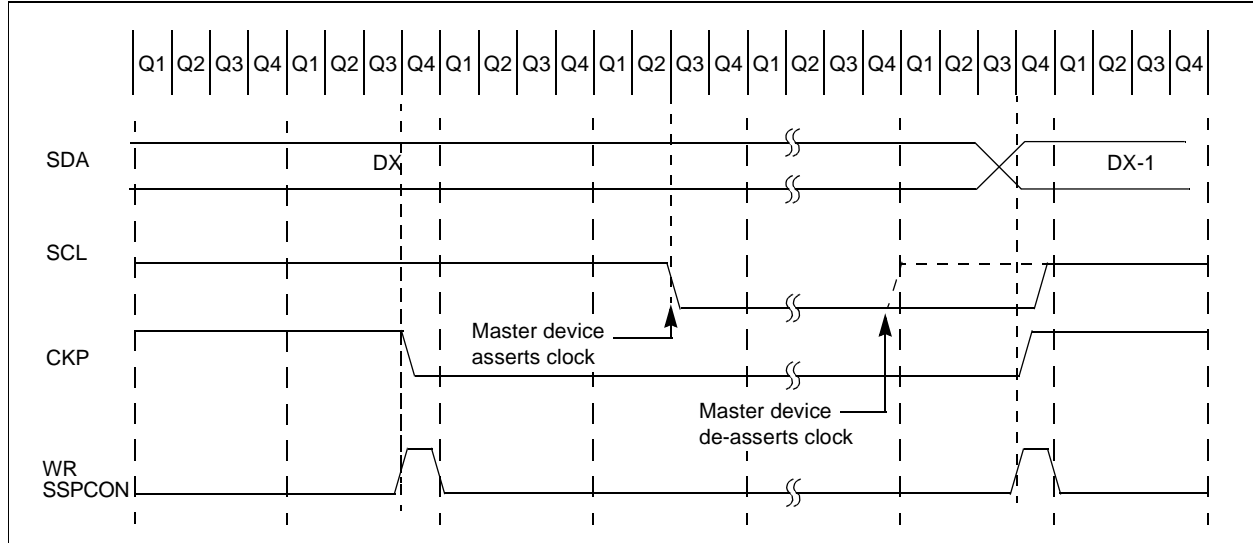 Q1 Q2 Q3 Q4 Q1 Q2 Q3 Q4 Q1 Q2 Q3 Q4 Q1 Q2 Q3 Q4 Q1 Q2 Q3 Q4 Q1 Q2 Q3 Q4 Q1 Q2 Q3 Q4
SDA
DX
DX-1
SCL
Master device
asserts clock
CKP
Master device
de-asserts clock
WR
SSPCON